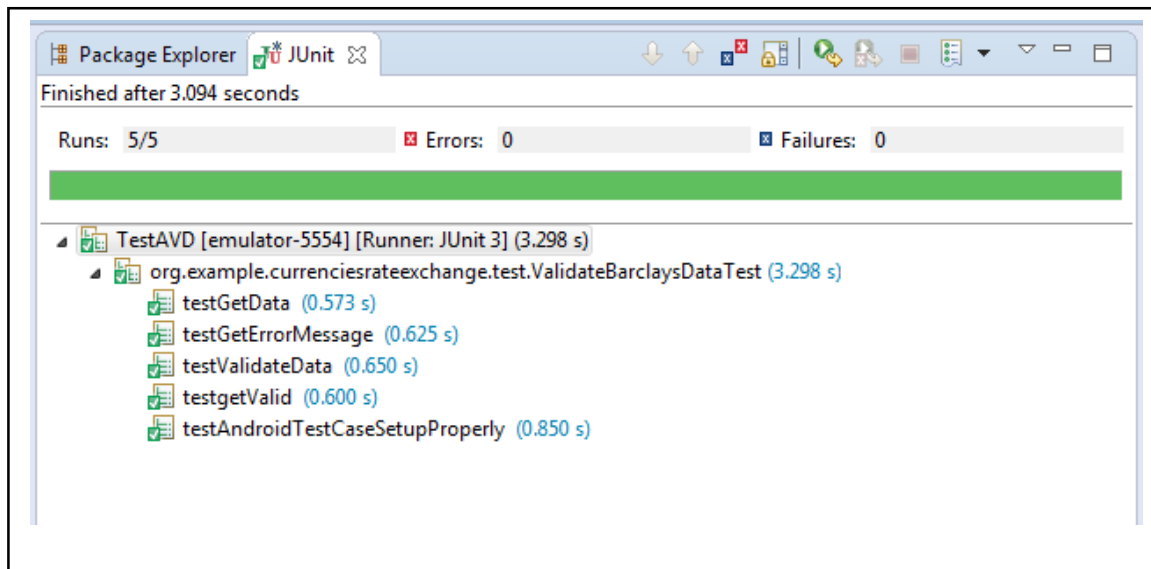 Package Explorer JUnit
Finished after 3.094 seconds
Runs: 5/5 Errors: 0 Failures: 0
TestAVD [emulator-5554] [Runner: JUnit 3] (3.298 s)
org.example.currenciesrateexchange.test.ValidateBarclaysDataTest (3.298 s)
testGetData (0.573 s)
testGetErrorMessage (0.625 s)
testValidateData (0.650 s)
testgetValid (0.600 s)
testAndroidTestCaseSetupProperly (0.850 s)